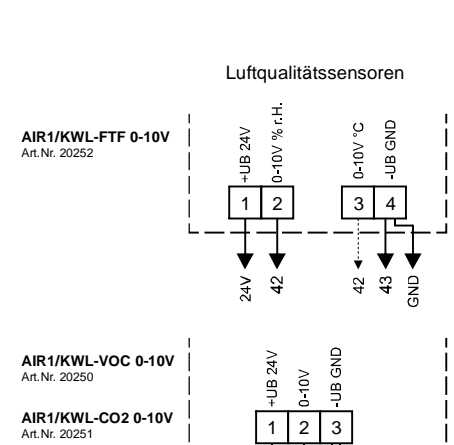 Luftqualitätssensoren
AIR1/KWL-FTF 0-10V
Art.Nr. 20252
+UB 24V
0-10V % r.H.
0-10V °C
-UB GND
1 2 3 4
24V
42
42
43
GND
AIR1/KWL-VOC 0-10V
Art.Nr. 20250
AIR1/KWL-CO2 0-10V
Art.Nr. 20251
+UB 24V
0-10V
-UB GND
1 2 3